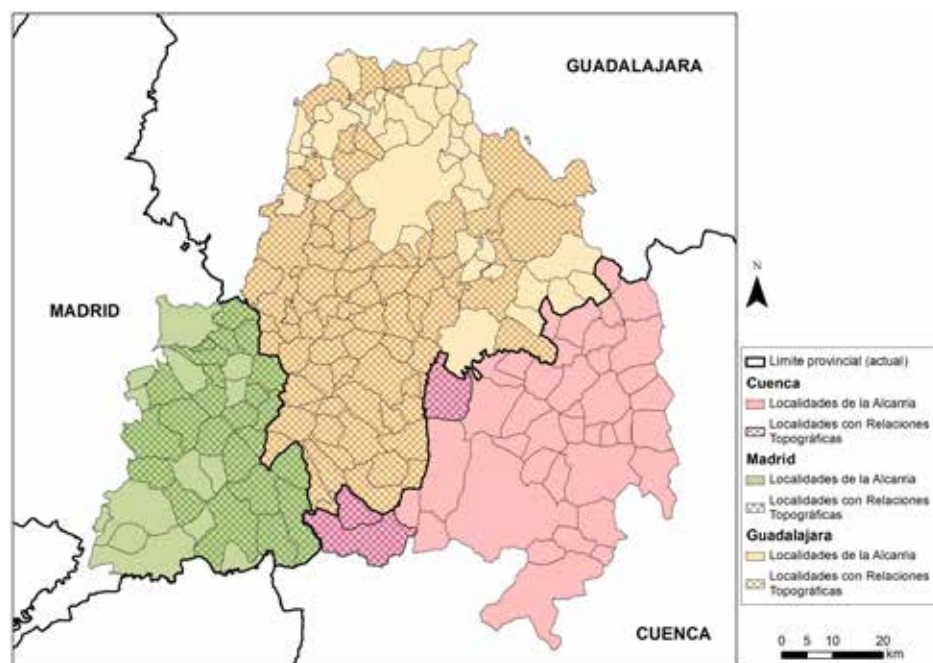 GUADALAJARA
MADRID
CUENCA
N
Limite provincial (actual)
Cuenca
Localidades de la Alcarria
Localidades con Relaciones
Topográficas
Madrid
Localidades de la Alcarria
Localidades con Relaciones
Topográficas
Guadalajara
Localidades de la Alcarria
Localidades con Relaciones
Topográficas
0 5 10 20
km